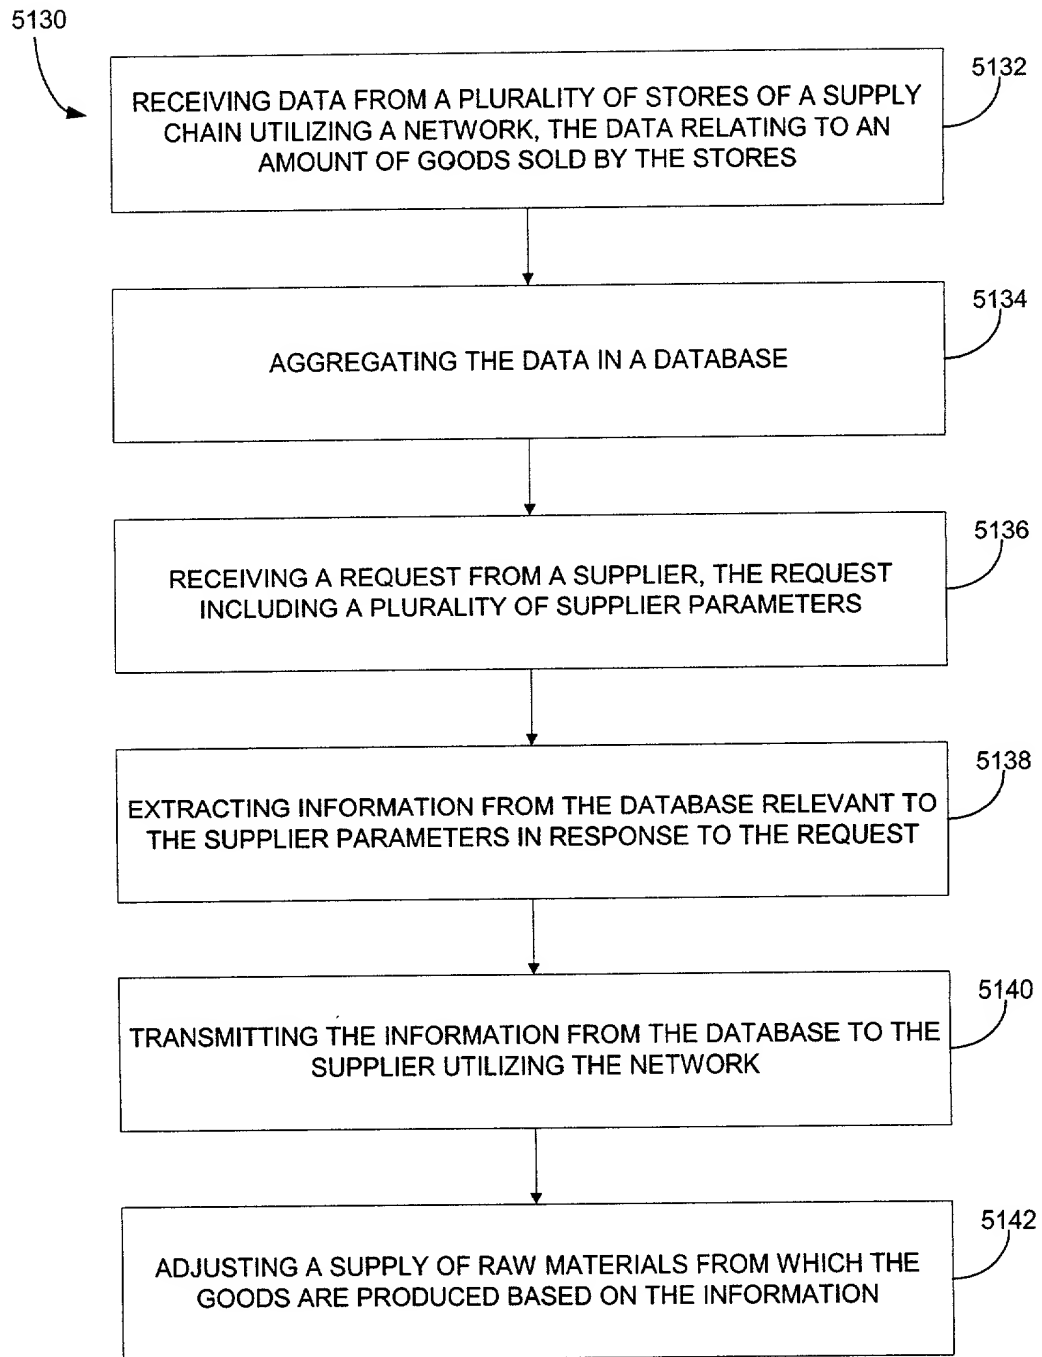 5130
5132
RECEIVING DATA FROM A PLURALITY OF STORES OF A SUPPLY
CHAIN UTILIZING A NETWORK, THE DATA RELATING TO AN
AMOUNT OF GOODS SOLD BY THE STORES
5134
AGGREGATING THE DATA IN A DATABASE
5136
RECEIVING A REQUEST FROM A SUPPLIER, THE REQUEST
INCLUDING A PLURALITY OF SUPPLIER PARAMETERS
5138
EXTRACTING INFORMATION FROM THE DATABASE RELEVANT TO
THE SUPPLIER PARAMETERS IN RESPONSE TO THE REQUEST
5140
TRANSMITTING THE INFORMATION FROM THE DATABASE TO THE
SUPPLIER UTILIZING THE NETWORK
5142
ADJUSTING A SUPPLY OF RAW MATERIALS FROM WHICH THE
GOODS ARE PRODUCED BASED ON THE INFORMATION